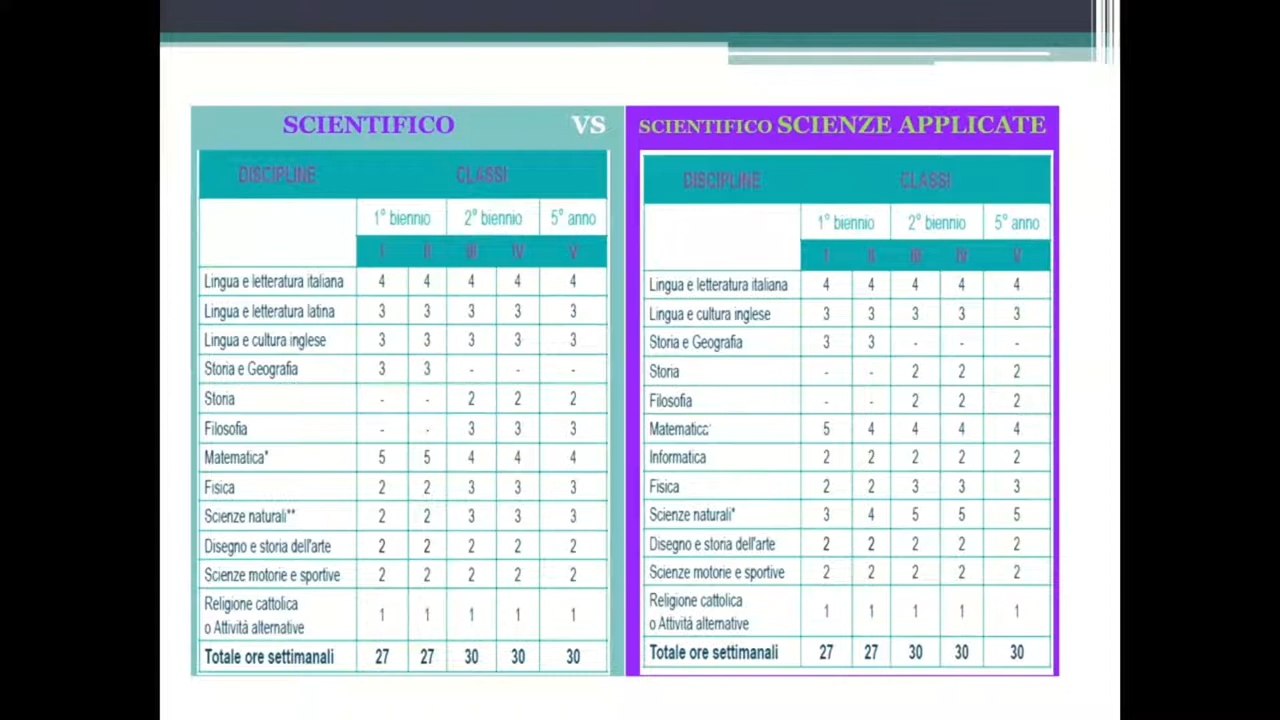 SCIENTIFICO VS
DISCIPLINE CLASSI
1° biennio 2° biennio 5° anno
I II III IV V
Lingua e letteratura italiana 4 4 4 4 4
Lingua e letteratura latina 3 3 3 3 3
Lingua e cultura inglese 3 3 3 3 3
Storia e Geografia 3 3 - - -
Storia - - 2 2 2
Filosofia - - 3 3 3
Matematica* 5 5 4 4 4
Fisica 2 2 3 3 3
Scienze naturali** 2 2 3 3 3
Disegno e storia dell'arte 2 2 2 2 2
Scienze motorie e sportive 2 2 2 2 2
Religione cattolica
o Attività alternative 1 1 1 1 1
Totale ore settimanali 27 27 30 30 30
SCIENTIFICO SCIENZE APPLICATE
DISCIPLINE CLASSI
1° biennio 2° biennio 5° anno
I II III IV V
Lingua e letteratura italiana 4 4 4 4 4
Lingua e cultura inglese 3 3 3 3 3
Storia e Geografia 3 3 - - -
Storia - - 2 2 2
Filosofia - - 2 2 2
Matematica 5 4 4 4 4
Informatica 2 2 2 2 2
Fisica 2 2 3 3 3
Scienze naturali* 3 4 5 5 5
Disegno e storia dell'arte 2 2 2 2 2
Scienze motorie e sportive 2 2 2 2 2
Religione cattolica
o Attività alternative 1 1 1 1 1
Totale ore settimanali 27 27 30 30 30